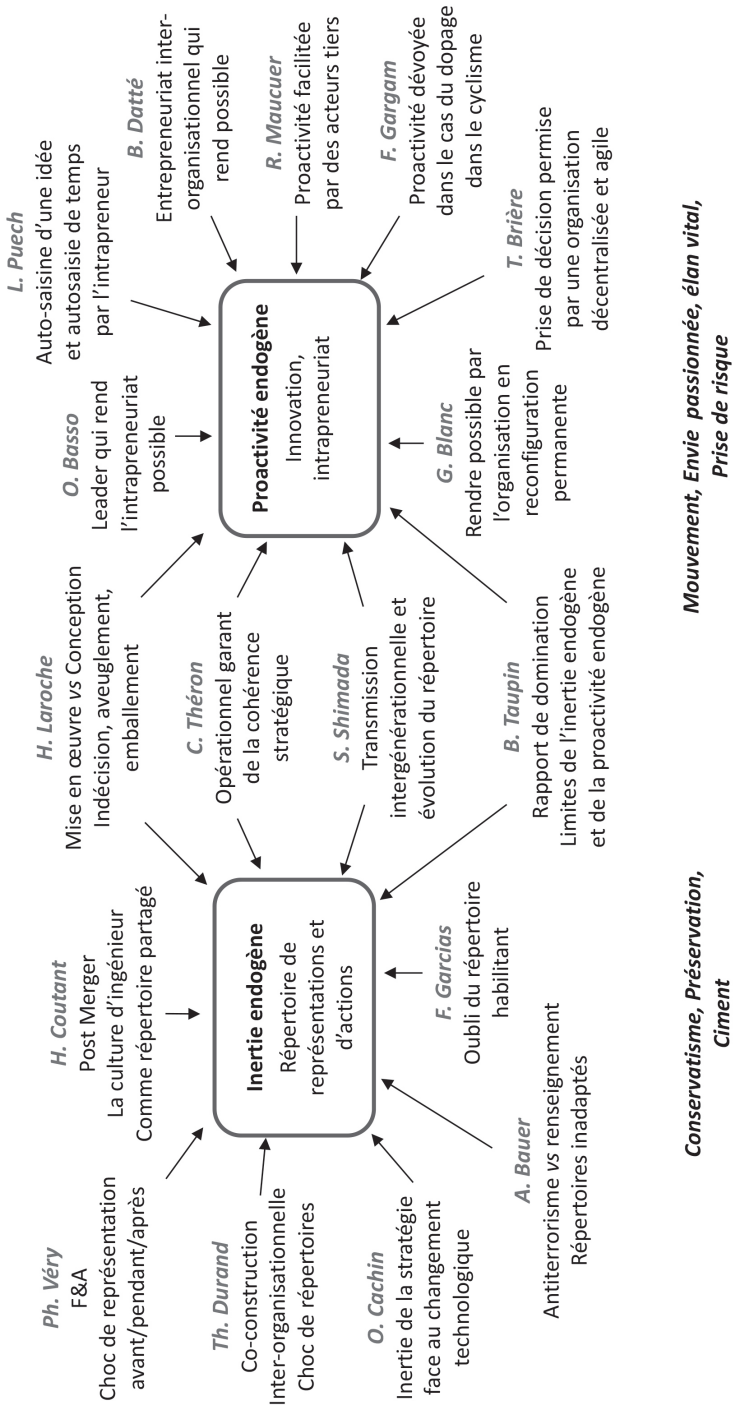 Ph. Véry
F&A
Choc de représentation
avant/pendant/après
H. Coutant
Post Merger
La culture d'ingénieur
Comme répertoire partagé
H. Laroche
Mise en œuvre vs Conception
Indécision, aveuglement,
emballement
O. Basso
Leader qui rend
l'intrapreneuriat
possible
L. Puech
Auto-saisine d'une idée
et autosaisie de temps
par l'intrapreneur
B. Datté
Entrepreneuriat inter-
organisationnel qui
rend possible
Th. Durand
Co-construction
Inter-organisationnelle
Choc de répertoires
Inertie endogène
Répertoire de
représentations et
d'actions
C. Théron
Opérationnel garant
de la cohérence
stratégique
Proactivité endogène
Innovation,
intrapreneuriat
R. Maucuer
Proactivité facilitée
par des acteurs tiers
S. Shimada
Transmission
intergénérationnelle et
évolution du répertoire
F. Gargam
Proactivité dévoyée
dans le cas du dopage
dans le cyclisme
O. Cachin
Inertie de la stratégie
face au changement
technologique
A. Bauer
Antiterrorisme vs renseignement
Répertoires inadaptés
F. Garcias
Oubli du répertoire
habilitant
B. Taupin
Rapport de domination
Limites de l'inertie endogène
et de la proactivité endogène
G. Blanc
Rendre possible par
l'organisation en
reconfiguration
permanente
T. Brière
Prise de décision permise
par une organisation
décentralisée et agile
Conservatisme, Préservation,
Ciment
Mouvement, Envie passionnée, élan vital,
Prise de risque